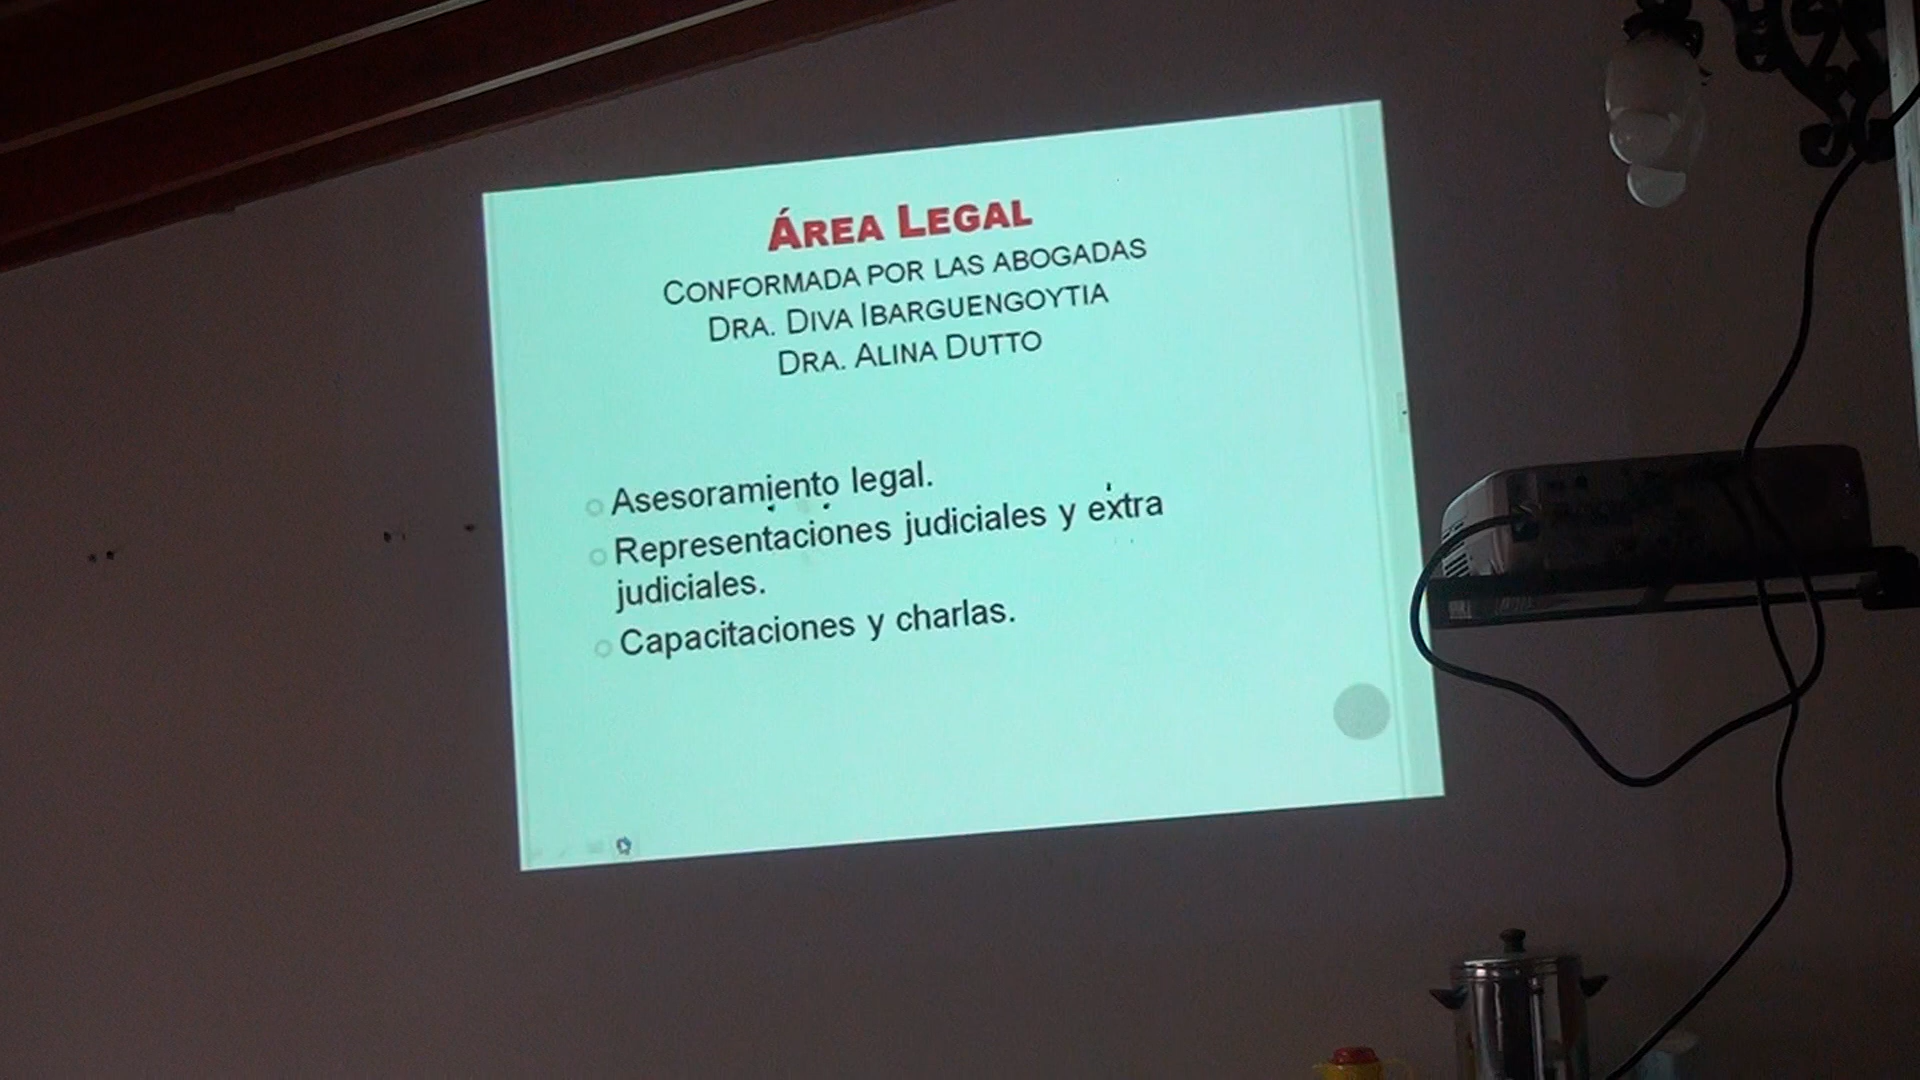 ÁREA LEGAL
CONFORMADA POR LAS ABOGADAS
DRA. DIVA IBARGUENGOYTIA
DRA. ALINA DUTTO
Asesoramiento legal.
Representaciones judiciales y extra
judiciales.
Capacitaciones y charlas.